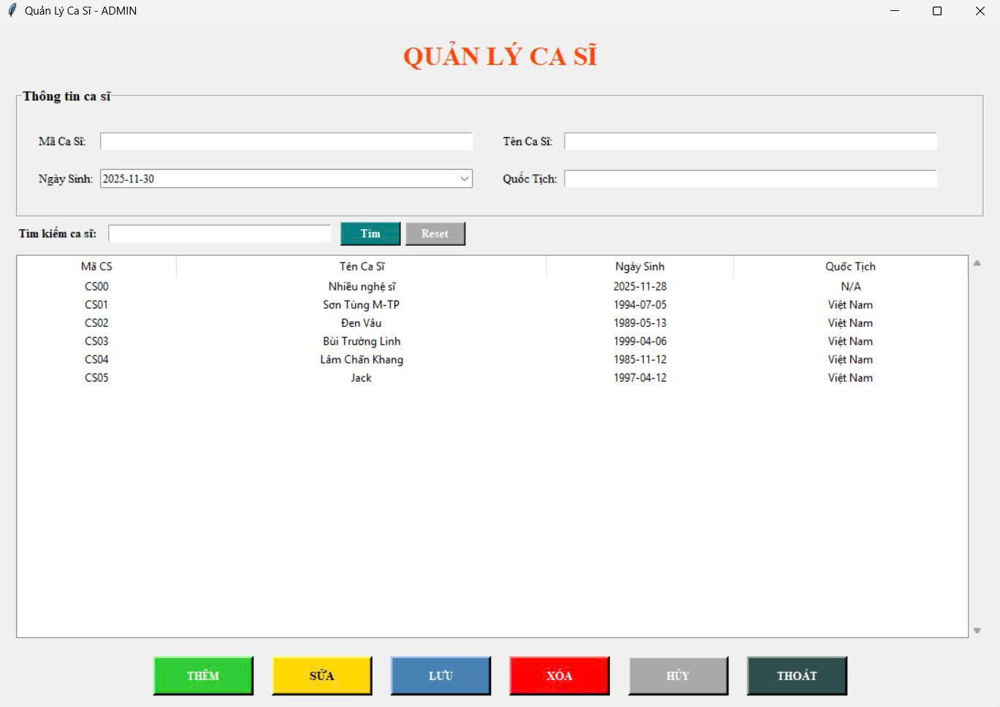 Quản Lý Ca Sĩ - ADMIN
QUẢN LÝ CA SĨ
Thông tin ca sĩ
Mã Ca Sĩ: Tên Ca Sĩ:
Ngày Sinh: 2025-11-30 Quốc Tịch:
Tìm kiếm ca sĩ: Tìm Reset
Mã CS Tên Ca Sĩ Ngày Sinh Quốc Tịch
CS00 Nhiều nghệ sĩ 2025-11-28 N/A
CS01 Sơn Tùng M-TP 1994-07-05 Việt Nam
CS02 Đen Vâu 1989-05-13 Việt Nam
CS03 Bùi Trường Linh 1999-04-06 Việt Nam
CS04 Lâm Chấn Khang 1985-11-12 Việt Nam
CS05 Jack 1997-04-12 Việt Nam
THÊM SỬA LƯU XÓA HỦY THOÁT